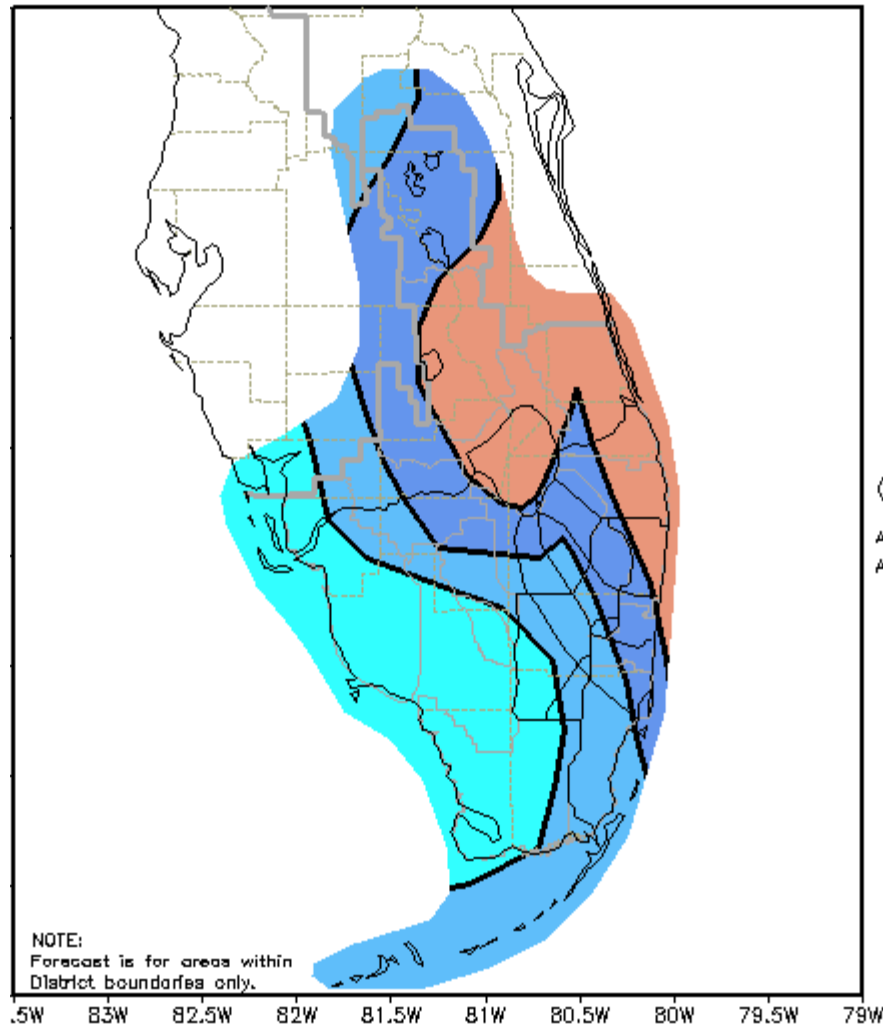 NOTE:
Forecast is for areas within
District boundaries only.
.5W 83W 82.5W 82W 81.5W 81W 80.5W 80W 79.5W 79W